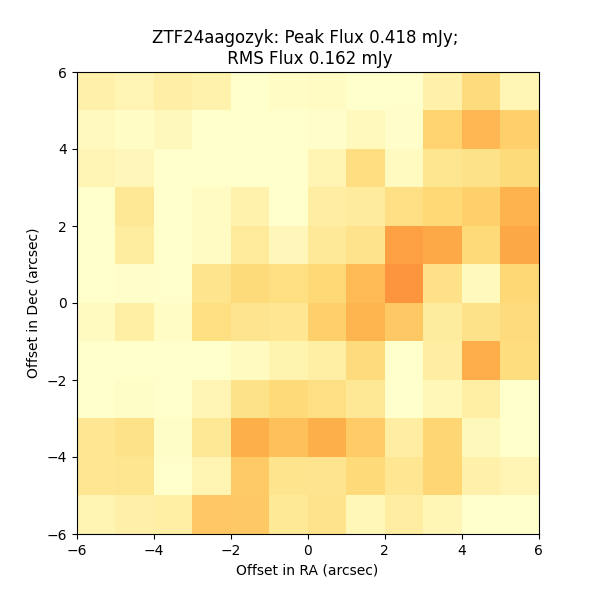 ZTF24aagozyk: Peak Flux 0.418 mJy;
RMS Flux 0.162 mJy
6
4
2
0
−2
−4
−6
Offset in Dec (arcsec)
−6 −4 −2 0 2 4 6
Offset in RA (arcsec)